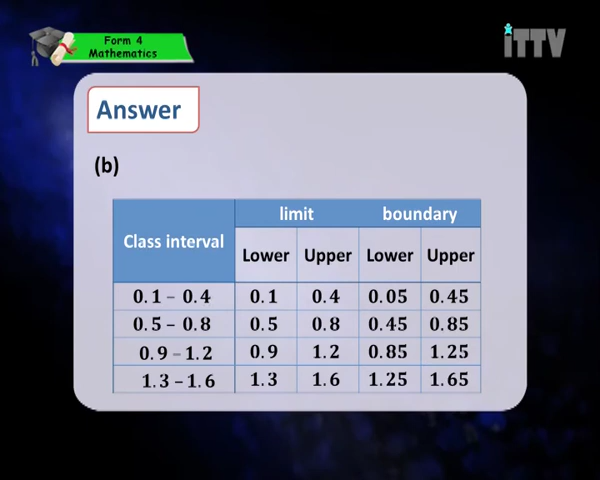 Form 4
Mathematics
iTTV
Answer
(b)
Class interval limit boundary
Lower Upper Lower Upper
0.1 – 0.4 0.1 0.4 0.05 0.45
0.5 – 0.8 0.5 0.8 0.45 0.85
0.9 – 1.2 0.9 1.2 0.85 1.25
1.3 – 1.6 1.3 1.6 1.25 1.65